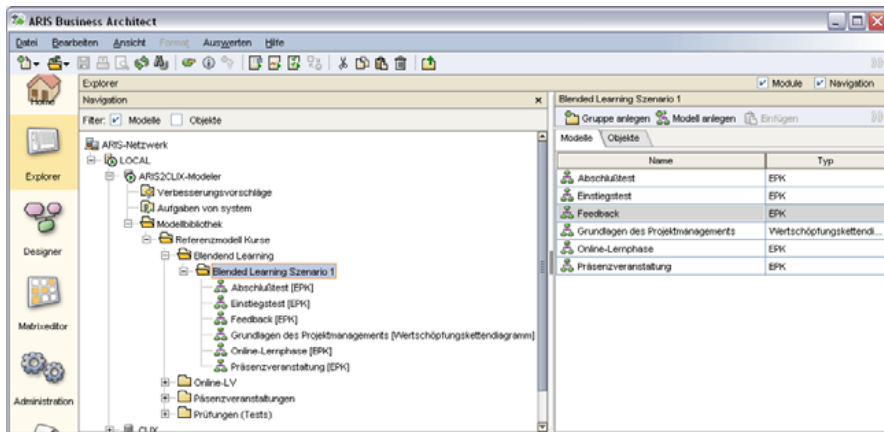 ARIS Business Architect
Datei Bearbeiten Ansicht Format Auswerten Hilfe
Home
Explorer
Designer
Matrixeditor
Administration
Explorer
Module Navigation
Navigation
Filter: Modelle Objekte
ARIS-Netzwerk
LOCAL
ARIS2CLIX-Modeler
Verbesserungsvorschläge
Aufgaben von system
Modellbibliothek
Referenzmodell Kurse
Blendend Learning
Blended Learning Szenario 1
Abschlußtest [EPK]
Einstiegstest [EPK]
Feedback [EPK]
Grundlagen des Projektmanagements [Wertschöpfungskettendiagramm]
Online-Lernphase [EPK]
Präsenzveranstaltung [EPK]
Online-LV
Päsenzveranstaltungen
Prüfungen (Tests)
CLIX
Blended Learning Szenario 1
Gruppe anlegen Modell anlegen Einfügen
Modelle Objekte
Name Typ
Abschlußtest EPK
Einstiegstest EPK
Feedback EPK
Grundlagen des Projektmanagements Wertschöpfungskettendi...
Online-Lernphase EPK
Präsenzveranstaltung EPK